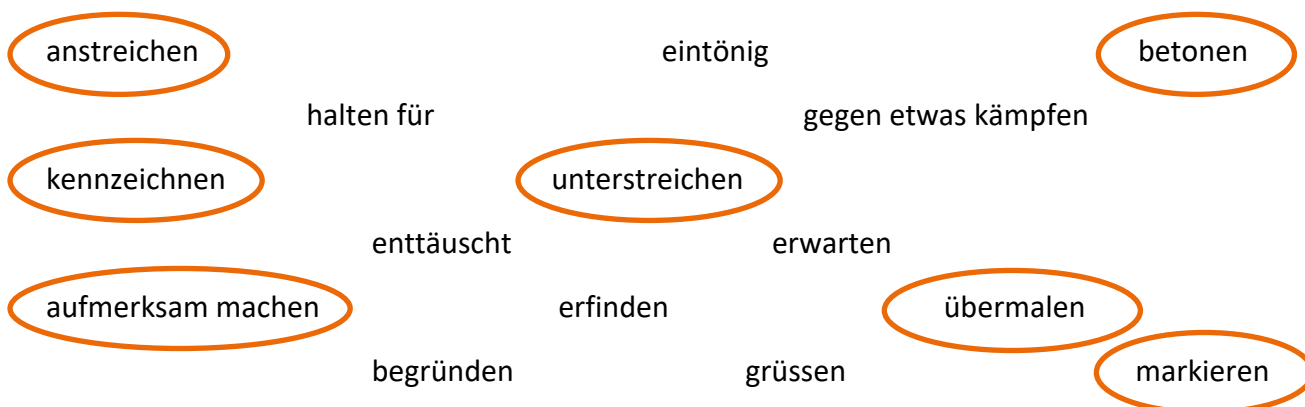 anstreichen eintönig betonen
halten für gegen etwas kämpfen
kennzeichnen unterstreichen
enttäuscht erwarten
aufmerksam machen erfinden übermalen
begründen grüssen markieren